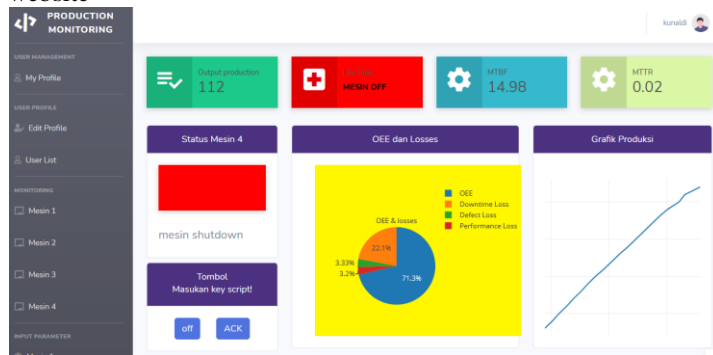 website
PRODUCTION
MONITORING
kunaldi
USER MANAGEMENT
My Profile
USER PROFILE
Edit Profile
User List
MONITORING
Mesin 1
Mesin 2
Mesin 3
Mesin 4
INPUT PARAMETER
Output production
112
MESIN OFF
MTBF
14.98
MTTR
0.02
Status Mesin 4
mesin shutdown
Tombol
Masukan key script!
off ACK
OEE dan Losses
OEE
Downtime Loss
Defect Loss
Performance Loss
OEE & losses
22.1%
3.33%
3.2%
71.3%
Grafik Produksi